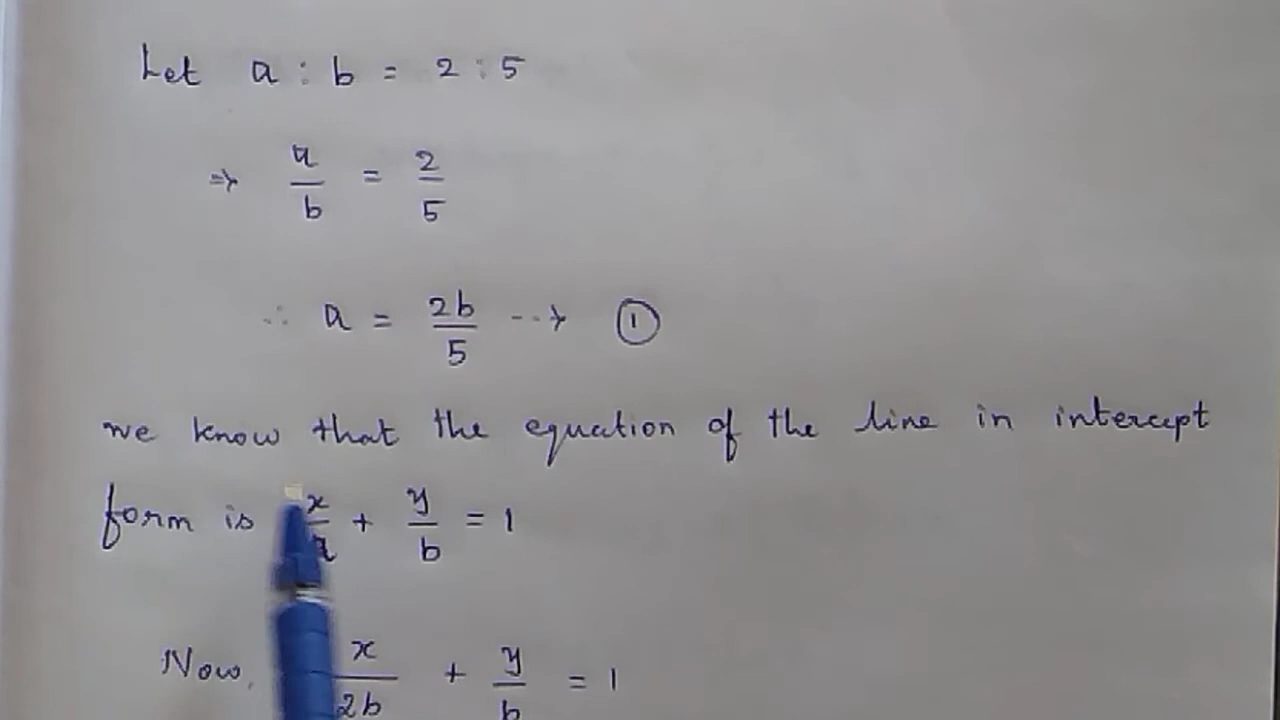 Let a : b = 2 : 5
⇒ a/b = 2/5
∴ a = 2b/5 --→ ①
we know that the equation of the line in intercept
form is x/a + y/b = 1
Now, x/2b + y/b = 1